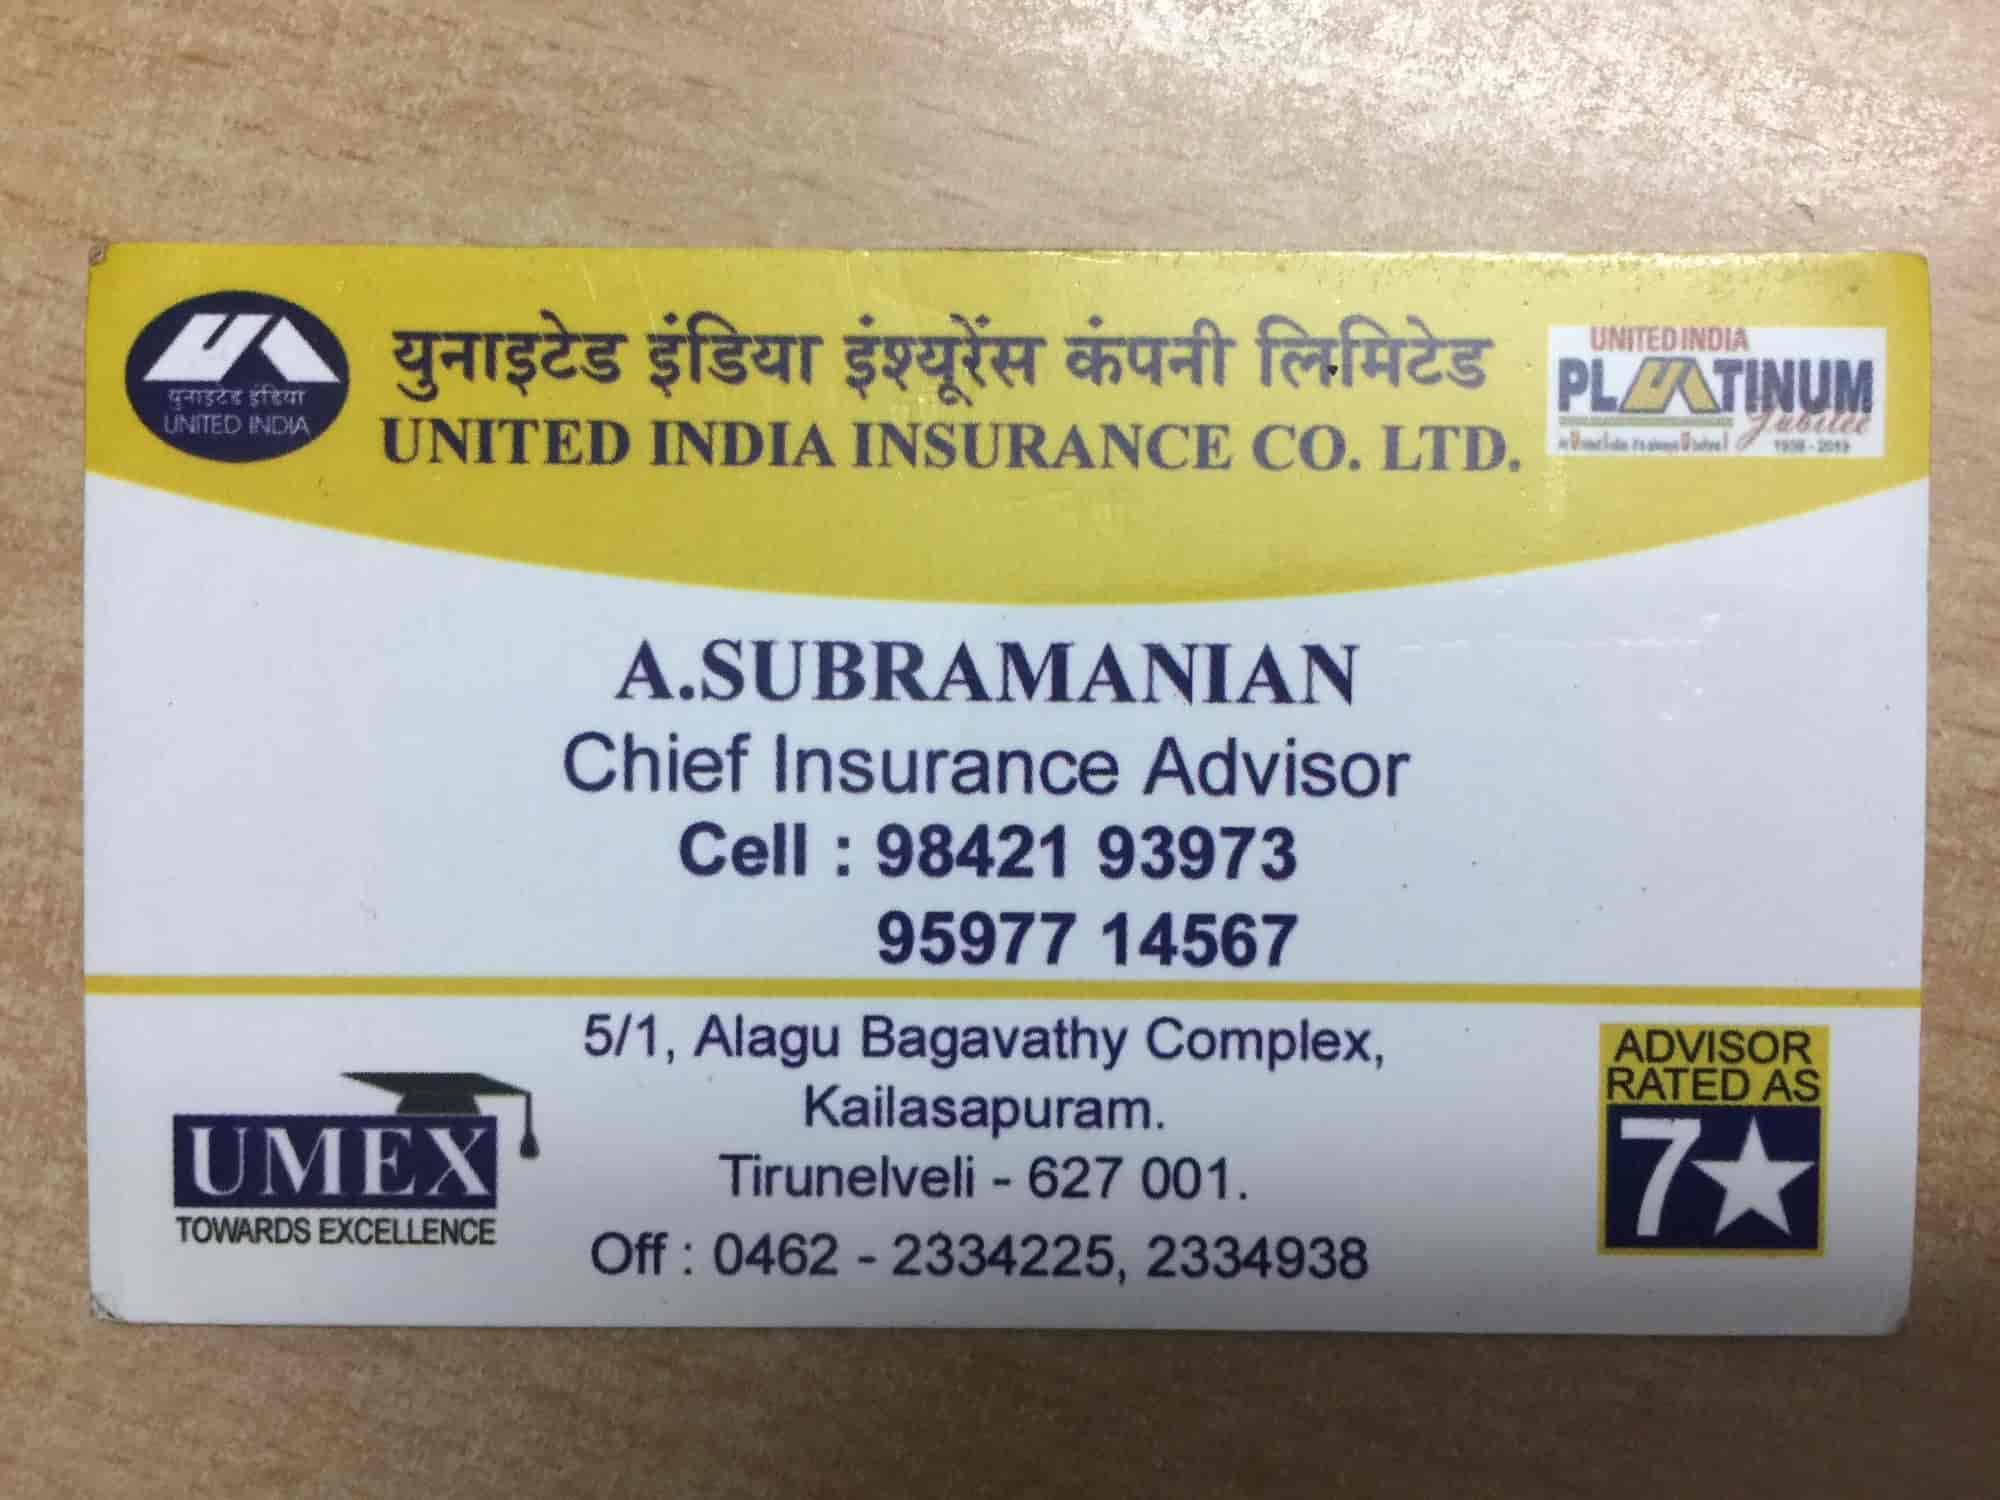 युनाइटेड इंडिया
UNITED INDIA
युनाइटेड इंडिया इंश्यूरेंस कंपनी लिमिटेड
UNITED INDIA INSURANCE CO. LTD.
UNITED INDIA
PLATINUM
Jubilee
A.SUBRAMANIAN
Chief Insurance Advisor
Cell : 98421 93973
95977 14567
5/1, Alagu Bagavathy Complex,
Kailasapuram.
Tirunelveli - 627 001.
Off : 0462 - 2334225, 2334938
UMEX
TOWARDS EXCELLENCE
ADVISOR
RATED AS
7